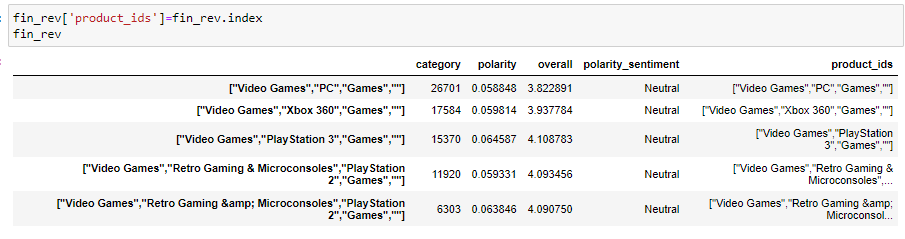 fin_rev['product_ids']=fin_rev.index
fin_rev
category polarity overall polarity_sentiment product_ids
["Video Games","PC","Games",""] 26701 0.058848 3.822891 Neutral ["Video Games","PC","Games",""]
["Video Games","Xbox 360","Games",""] 17584 0.059814 3.937784 Neutral ["Video Games","Xbox 360","Games",""]
["Video Games","PlayStation 3","Games",""] 15370 0.064587 4.108783 Neutral ["Video Games","PlayStation
3","Games",""]
["Video Games","Retro Gaming & Microconsoles","PlayStation
2","Games",""] 11920 0.059331 4.093456 Neutral ["Video Games","Retro Gaming &
Microconsoles",...
["Video Games","Retro Gaming &amp; Microconsoles","PlayStation
2","Games",""] 6303 0.063846 4.090750 Neutral ["Video Games","Retro Gaming &amp;
Microconsol...